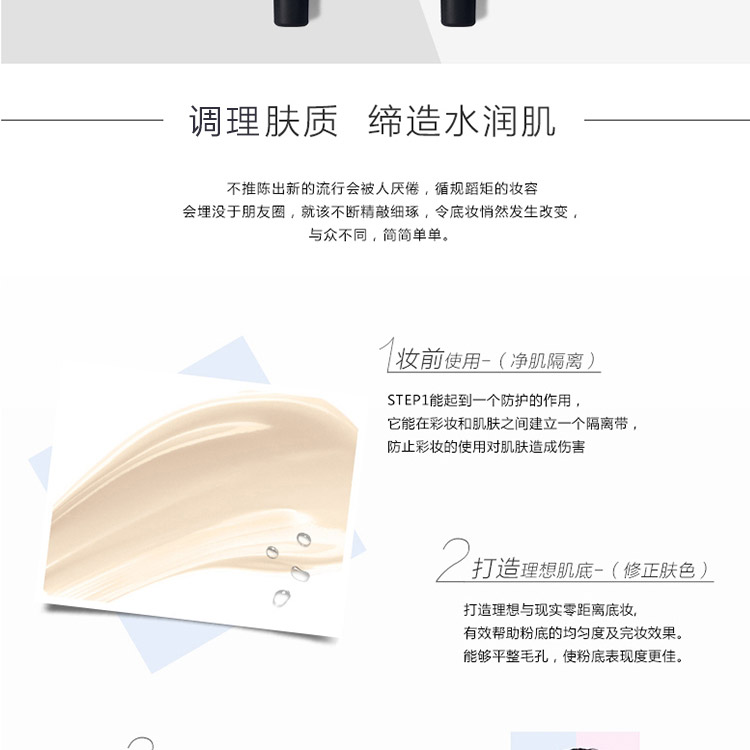 调理肤质 缔造水润肌
不推陈出新的流行会被人厌倦，循规蹈矩的妆容
会埋没于朋友圈，就该不断精敲细琢，令底妆悄然发生改变，
与众不同，简简单单。
1妆前使用-（净肌隔离）
STEP1能起到一个防护的作用，
它能在彩妆和肌肤之间建立一个隔离带，
防止彩妆的使用对肌肤造成伤害
2打造理想肌底-（修正肤色）
打造理想与现实零距离底妆,
有效帮助粉底的均匀度及完妆效果。
能够平整毛孔，使粉底表现度更佳。